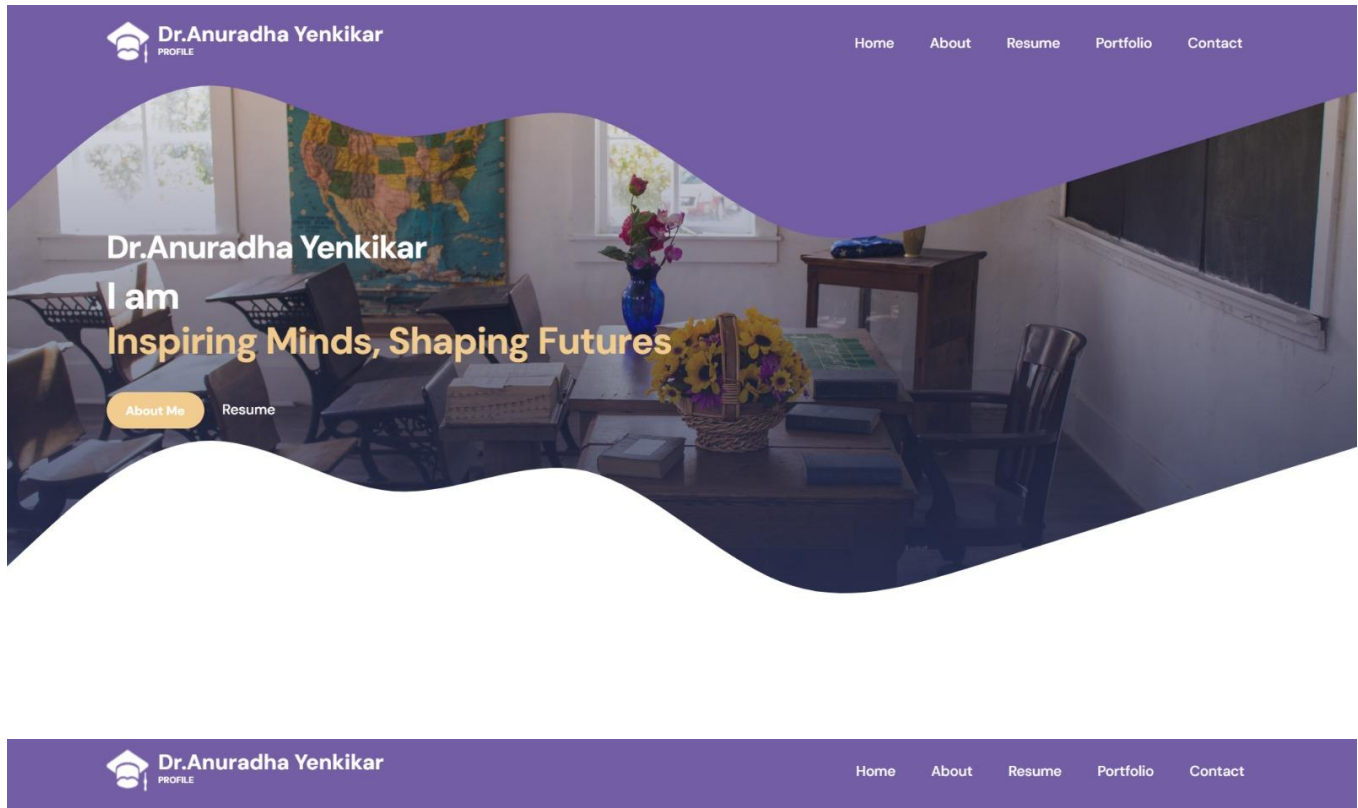 Dr.Anuradha Yenkikar
PROFILE
Home About Resume Portfolio Contact
Dr.Anuradha Yenkikar
I am
Inspiring Minds, Shaping Futures
About Me Resume
Dr.Anuradha Yenkikar
PROFILE
Home About Resume Portfolio Contact